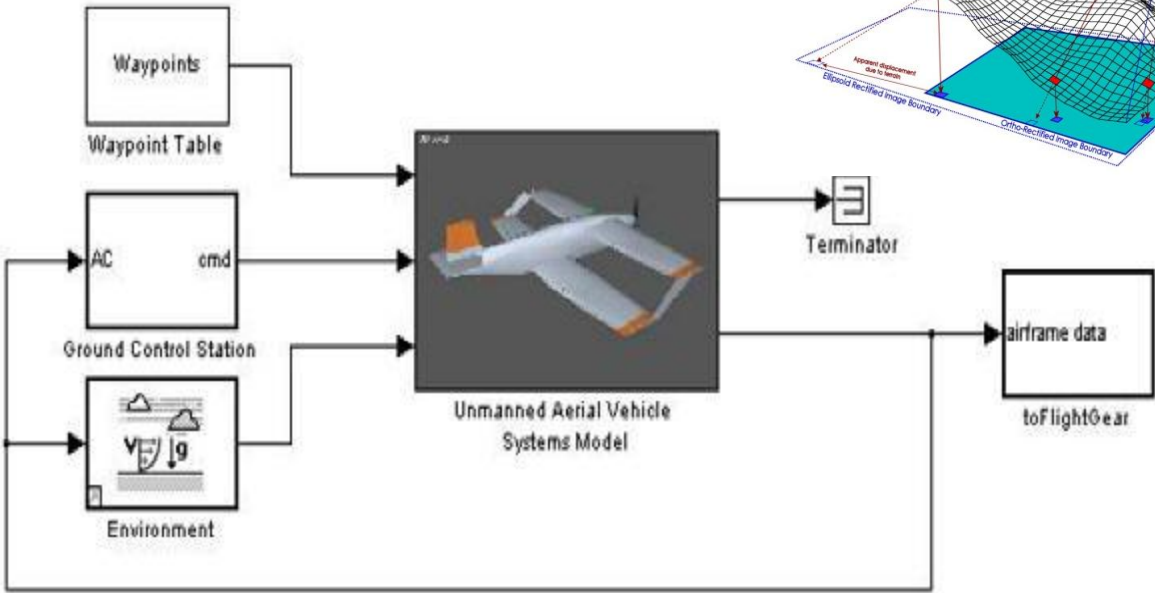 Waypoints
Waypoint Table
AC cmd
Ground Control Station
V g
Environment
Unmanned Aerial Vehicle
Systems Model
Terminator
airframe data
toFlightGear
Apparent displacement
due to terrain
Ellipsoid Rectified Image Boundary
Ortho-Rectified Image Boundary